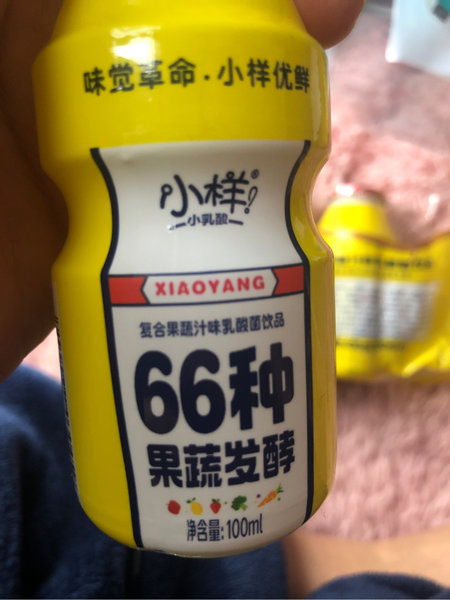 味觉革命·小样优鲜
小样!®
小乳酸
XIAOYANG
复合果蔬汁味乳酸菌饮品
66种
果蔬发酵
净含量:100ml